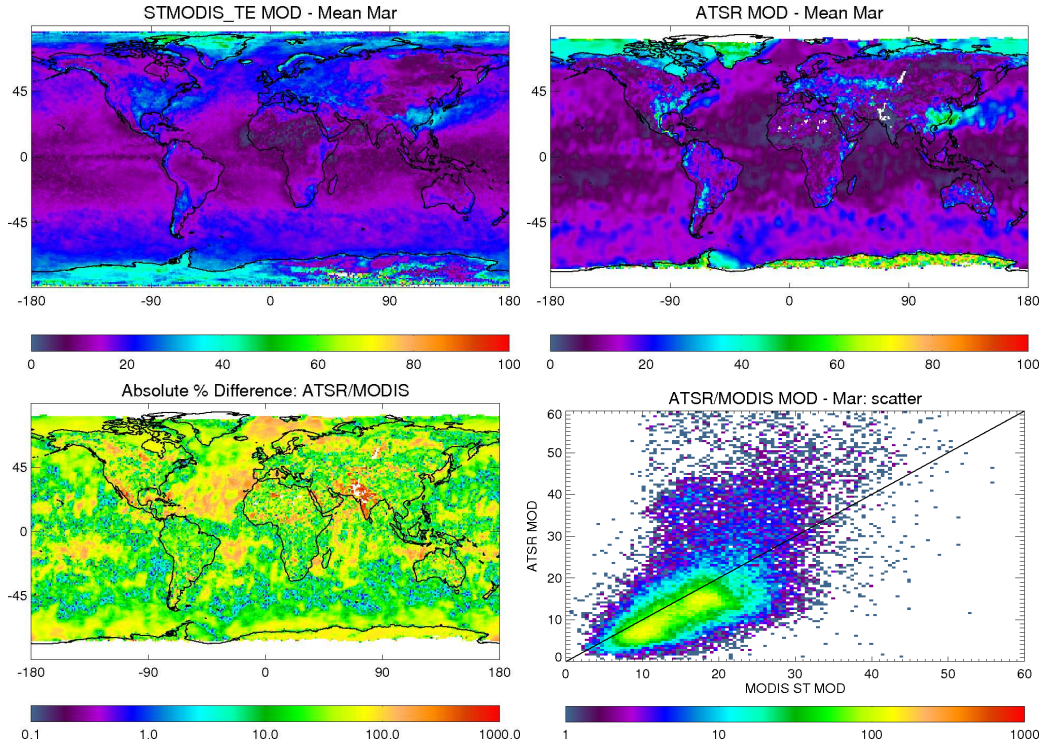 STMODIS_TE MOD - Mean Mar
45
0
-45
-180 -90 0 90 180
0 20 40 60 80 100
ATSR MOD - Mean Mar
45
0
-45
-180 -90 0 90 180
0 20 40 60 80 100
Absolute % Difference: ATSR/MODIS
45
0
-45
-180 -90 0 90 180
0.1 1.0 10.0 100.0 1000.0
ATSR/MODIS MOD - Mar: scatter
60
50
40
30
20
10
0
ATSR MOD
0 10 20 30 40 50 60
MODIS ST MOD
1 10 100 1000